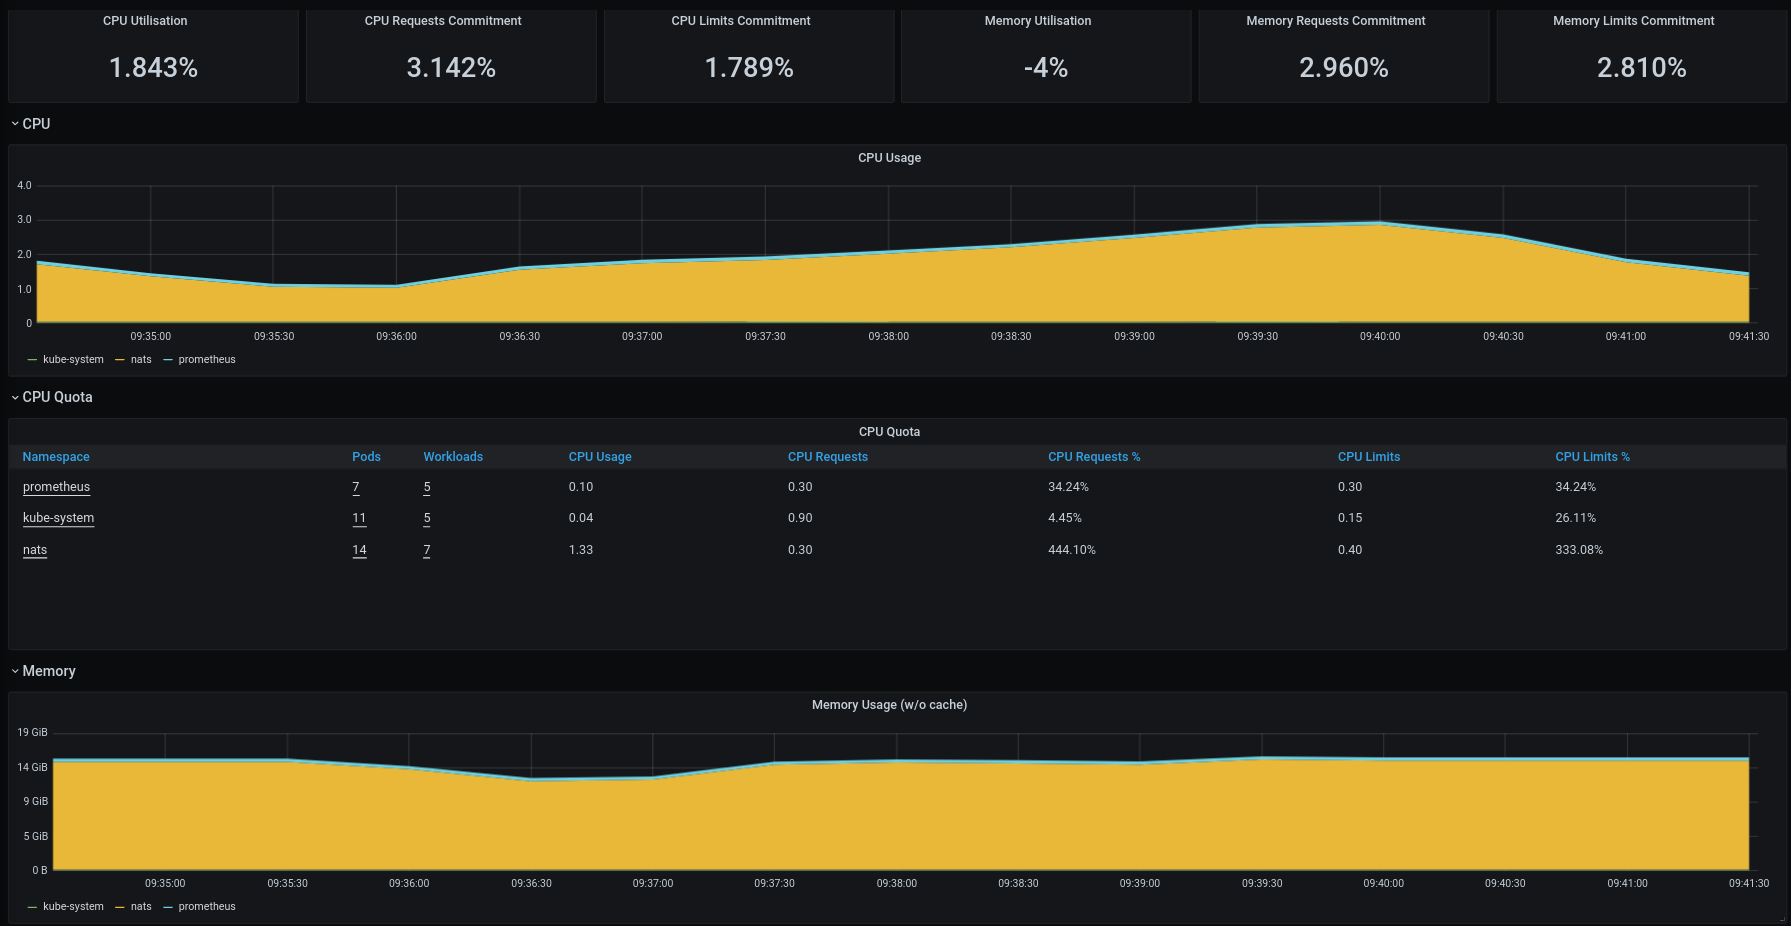 CPU Utilisation CPU Requests Commitment CPU Limits Commitment Memory Utilisation Memory Requests Commitment Memory Limits Commitment
1.843% 3.142% 1.789% -4% 2.960% 2.810%
CPU
CPU Usage
4.0
3.0
2.0
1.0
0
09:35:00 09:35:30 09:36:00 09:36:30 09:37:00 09:37:30 09:38:00 09:38:30 09:39:00 09:39:30 09:40:00 09:40:30 09:41:00 09:41:30
kube-system nats prometheus
CPU Quota
CPU Quota
Namespace Pods Workloads CPU Usage CPU Requests CPU Requests % CPU Limits CPU Limits %
prometheus 7 5 0.10 0.30 34.24% 0.30 34.24%
kube-system 11 5 0.04 0.90 4.45% 0.15 26.11%
nats 14 7 1.33 0.30 444.10% 0.40 333.08%
Memory
Memory Usage (w/o cache)
19 GiB
14 GiB
9 GiB
5 GiB
0 B
09:35:00 09:35:30 09:36:00 09:36:30 09:37:00 09:37:30 09:38:00 09:38:30 09:39:00 09:39:30 09:40:00 09:40:30 09:41:00 09:41:30
kube-system nats prometheus